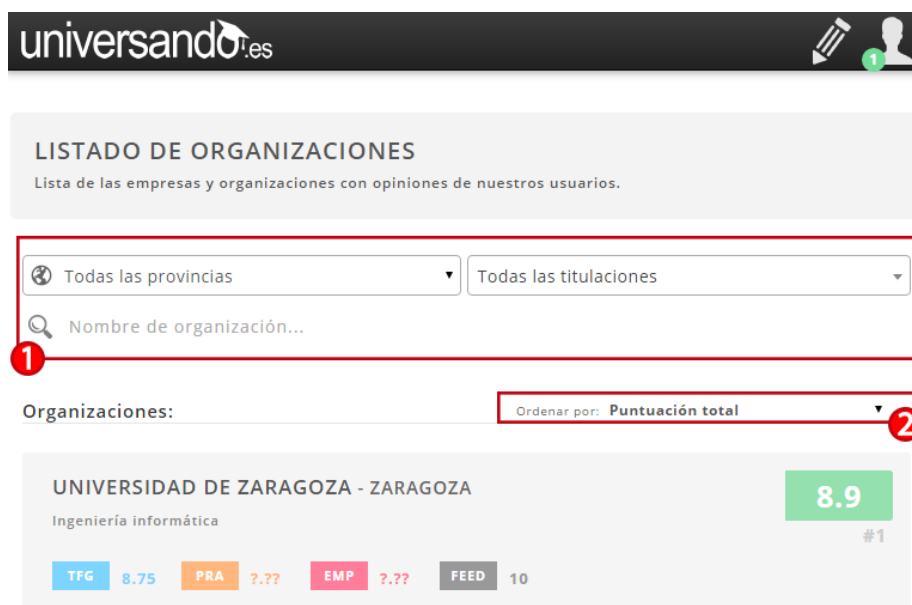 universando.es
1
LISTADO DE ORGANIZACIONES
Lista de las empresas y organizaciones con opiniones de nuestros usuarios.
Todas las provincias
Todas las titulaciones
Nombre de organización...
1
Organizaciones:
Ordenar por: Puntuación total
2
UNIVERSIDAD DE ZARAGOZA - ZARAGOZA
8.9
Ingeniería informática
#1
TFG 8.75 PRA ?.?? EMP ?.?? FEED 10